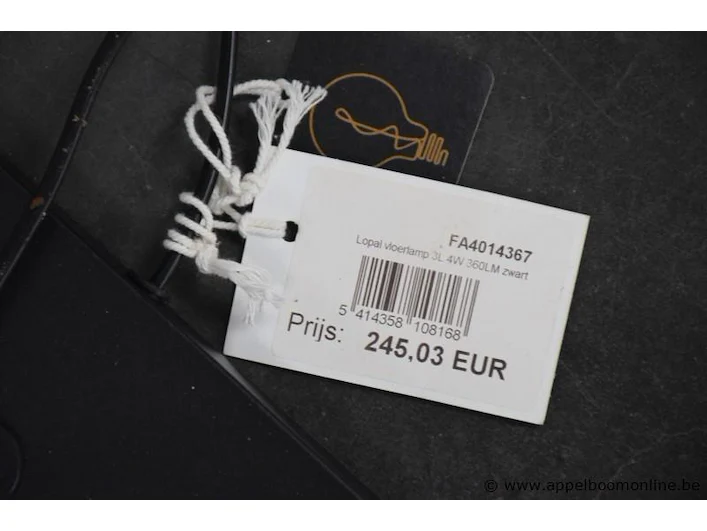 FA4014367
Lopal vloerlamp 3L 4W 360LM zwart
5 414358 108168
Prijs: 245,03 EUR
© www.appelboomonline.be